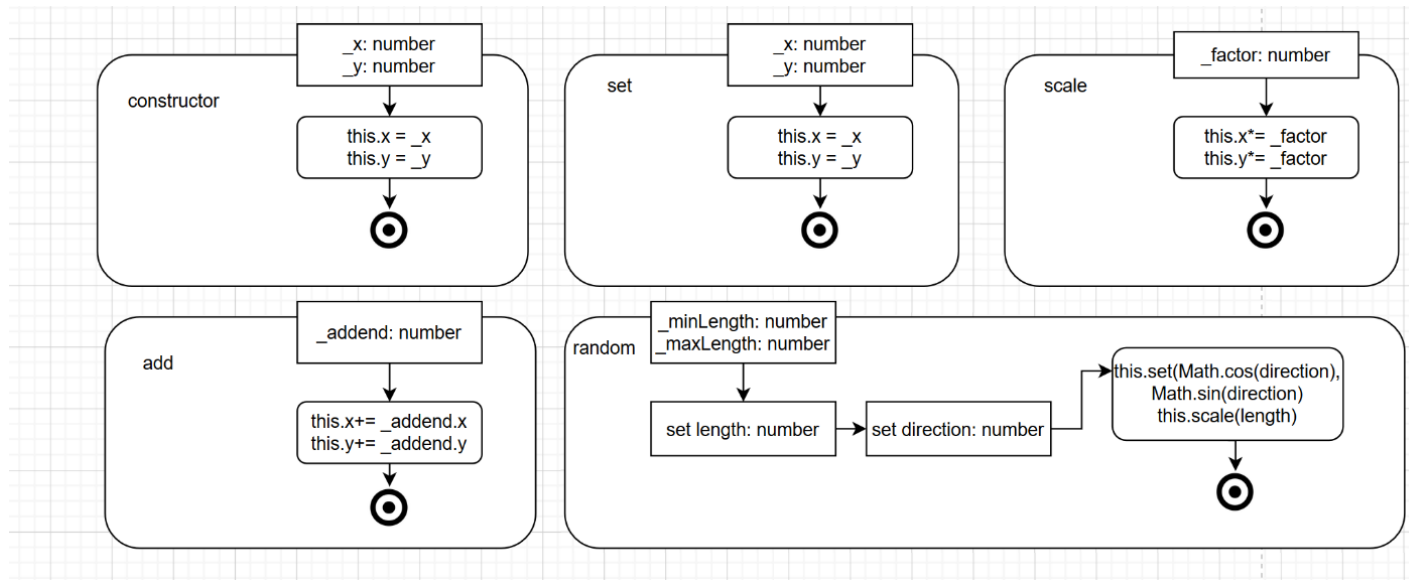 constructor
_x: number
_y: number
this.x = _x
this.y = _y
set
_x: number
_y: number
this.x = _x
this.y = _y
scale
_factor: number
this.x*= _factor
this.y*= _factor
add
_addend: number
this.x+= _addend.x
this.y+= _addend.y
random
_minLength: number
_maxLength: number
set length: number
set direction: number
this.set(Math.cos(direction),
Math.sin(direction)
this.scale(length)